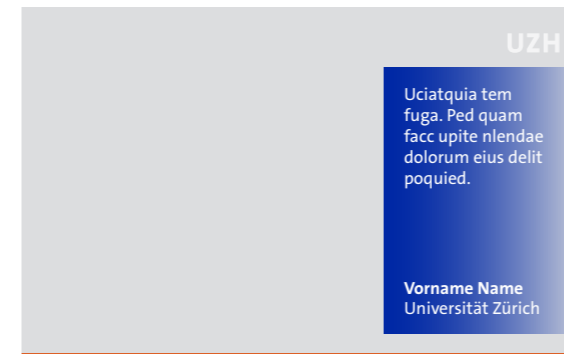 UZH
Uciatquia tem
fuga. Ped quam
facc upite nlendae
dolorum eius delit
poquied.
Vorname Name
Universität Zürich